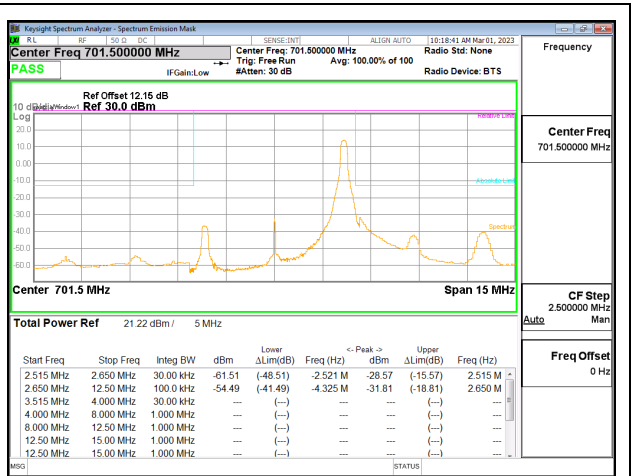 Keysight Spectrum Analyzer - Spectrum Emission Mask
RL RF 50 Ω DC SENSE:INT ALIGN AUTO 10:18:41 AM Mar 01, 2023
Center Freq 701.500000 MHz
Center Freq: 701.500000 MHz Radio Std: None
Trig: Free Run Avg: 100.00% of 100
PASS
IFGain:Low #Atten: 30 dB Radio Device: BTS
Frequency
Ref Offset 12.15 dB
10 dB/div Ref 30.0 dBm
Log
Relative Limit
20.0
10.0
0.00
-10.0
Absolute Limit
-20.0
-30.0
-40.0
Spectrum
-50.0
-60.0
Center 701.5 MHz Span 15 MHz
Center Freq
701.500000 MHz
CF Step
2.500000 MHz
Auto Man
Freq Offset
0 Hz
Total Power Ref 21.22 dBm / 5 MHz
Lower <- Peak -> Upper
Start Freq Stop Freq Integ BW dBm ΔLim(dB) Freq (Hz) dBm ΔLim(dB) Freq (Hz)
2.515 MHz 2.650 MHz 30.00 kHz -61.51 (-48.51) -2.521 M -28.57 (-15.57) 2.515 M
2.650 MHz 12.50 MHz 100.0 kHz -54.49 (-41.49) -4.325 M -31.81 (-18.81) 2.650 M
3.515 MHz 4.000 MHz 30.00 kHz --- (---) --- --- (---) ---
4.000 MHz 8.000 MHz 1.000 MHz --- (---) --- --- (---) ---
8.000 MHz 12.50 MHz 1.000 MHz --- (---) --- --- (---) ---
12.50 MHz 15.00 MHz 1.000 MHz --- (---) --- --- (---) ---
12.50 MHz 15.00 MHz 1.000 MHz --- (---) --- --- (---) ---
MSG STATUS